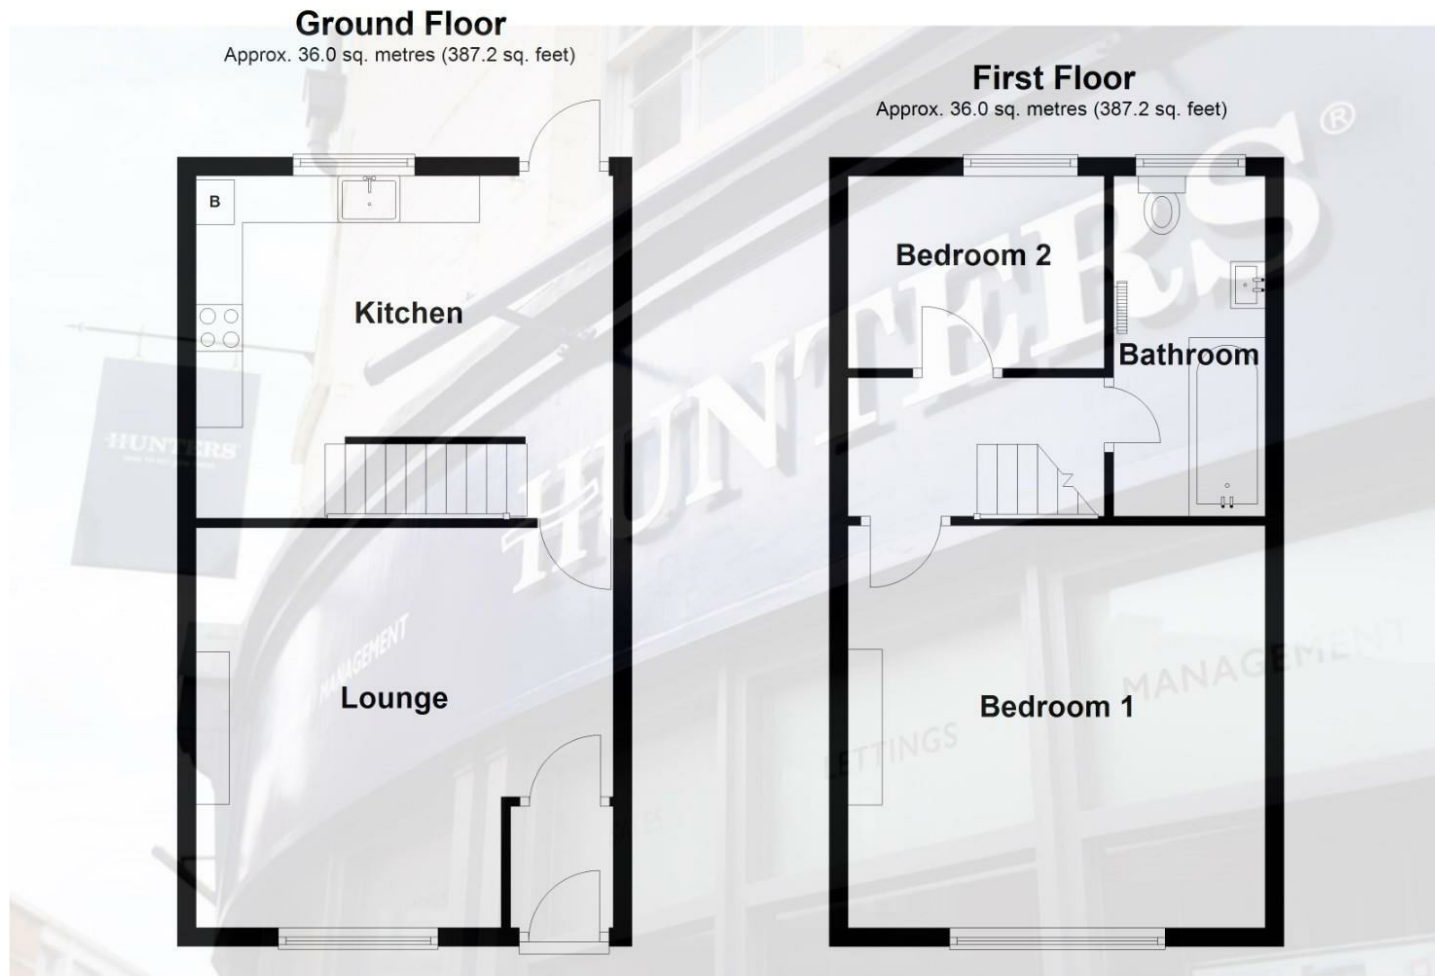 Ground Floor
Approx. 36.0 sq. metres (387.2 sq. feet)
B
Kitchen
Lounge
First Floor
Approx. 36.0 sq. metres (387.2 sq. feet)
Bedroom 2
Bathroom
Bedroom 1
HUNTERS®
HUNTERS
MANAGEMENT
LETTINGS
MANAGEMENT